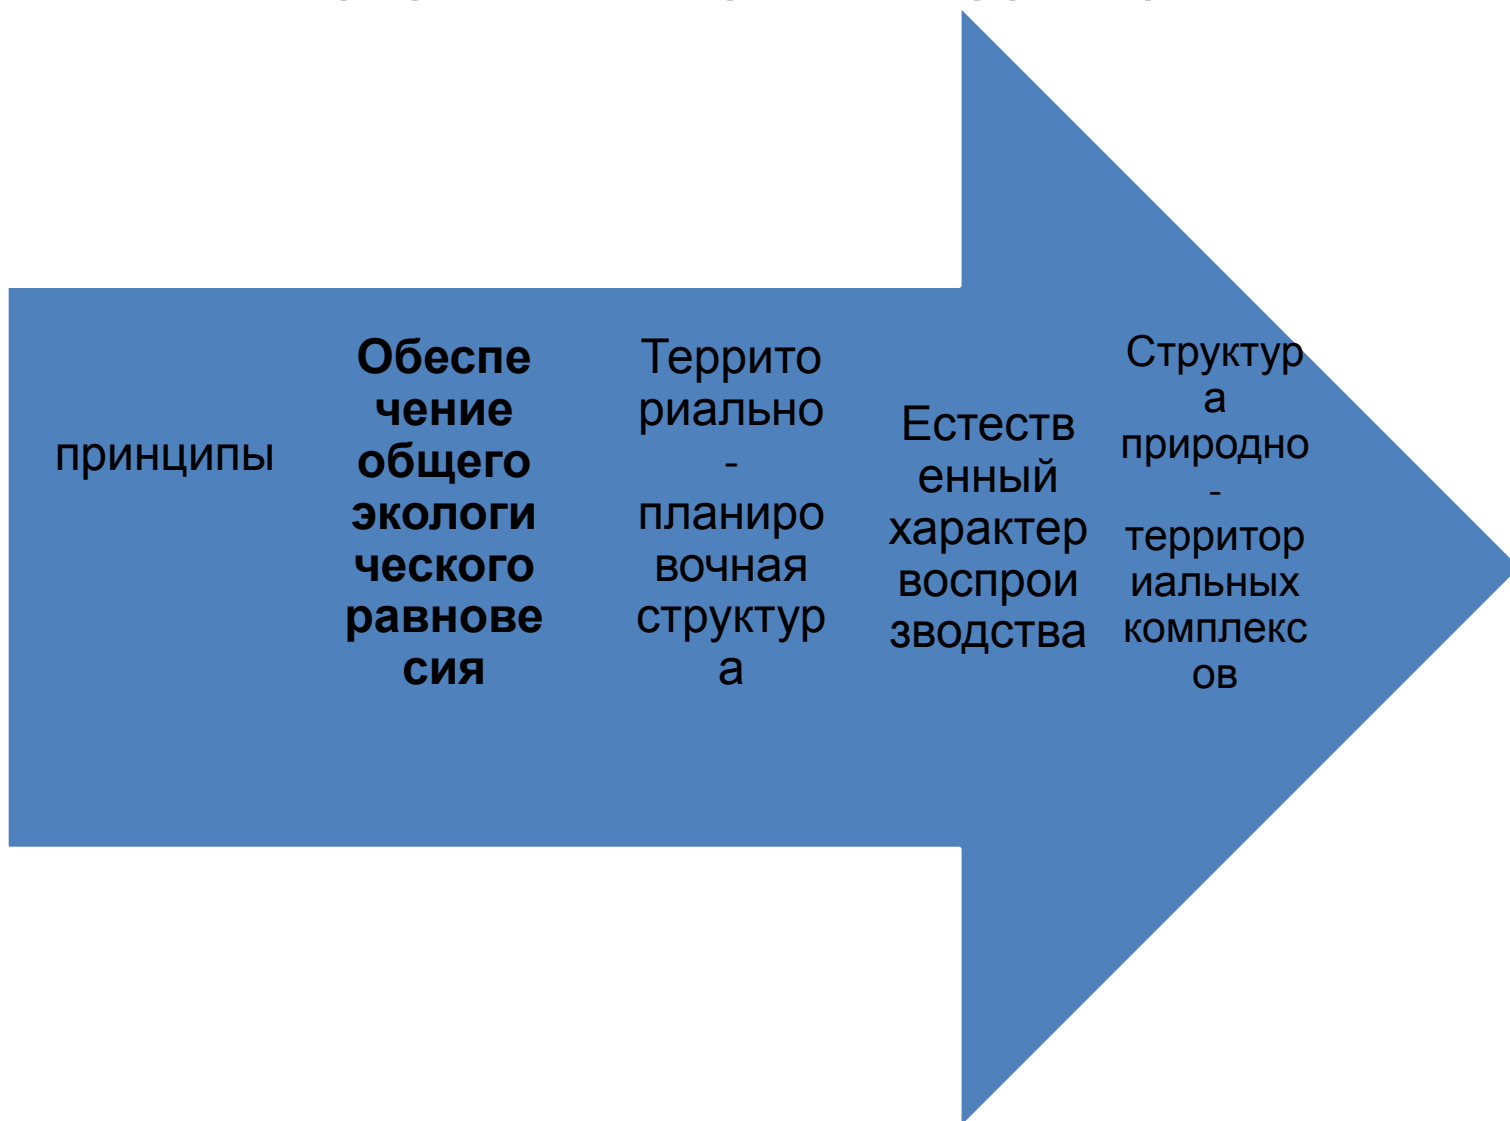 принципы
Обеспе
чение
общего
экологи
ческого
равнове
сия
Террито
риально
-
планиро
вочная
структур
а
Естеств
енный
характер
воспрои
зводства
Структур
а
природно
-
территор
иальных
комплекс
ов